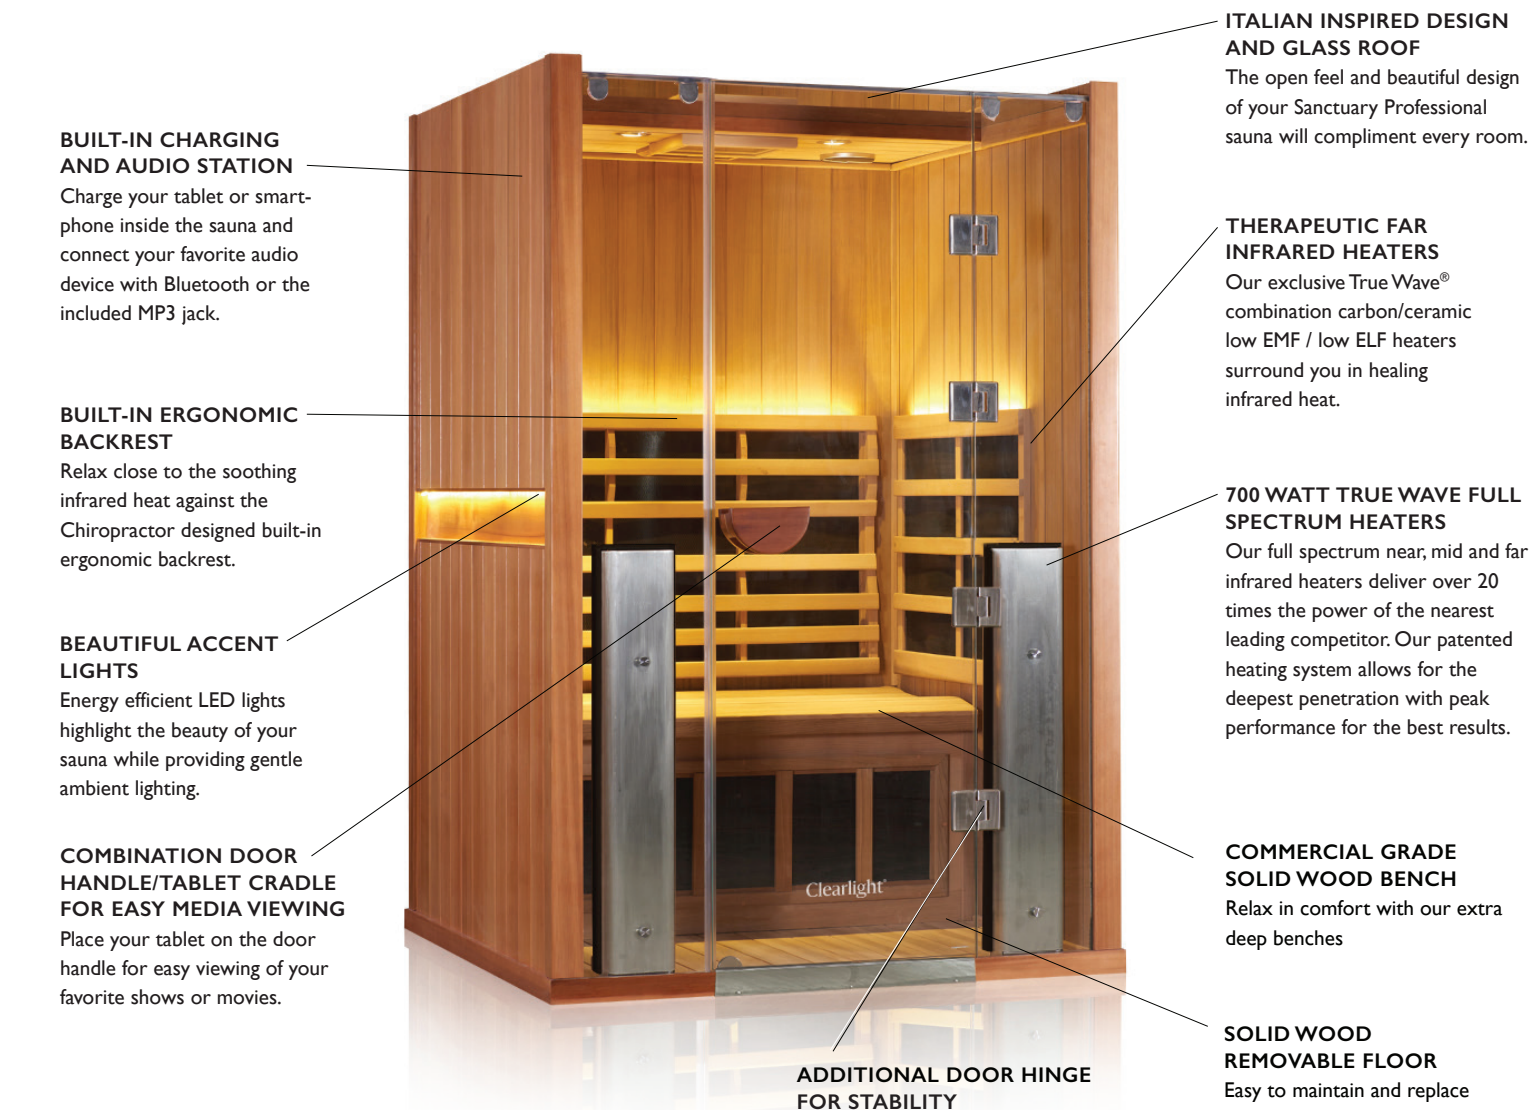 BUILT-IN CHARGING
AND AUDIO STATION
Charge your tablet or smart-
phone inside the sauna and
connect your favorite audio
device with Bluetooth or the
included MP3 jack.
BUILT-IN ERGONOMIC
BACKREST
Relax close to the soothing
infrared heat against the
Chiropractor designed built-in
ergonomic backrest.
BEAUTIFUL ACCENT
LIGHTS
Energy efficient LED lights
highlight the beauty of your
sauna while providing gentle
ambient lighting.
COMBINATION DOOR
HANDLE/TABLET CRADLE
FOR EASY MEDIA VIEWING
Place your tablet on the door
handle for easy viewing of your
favorite shows or movies.
Clearlight®
ADDITIONAL DOOR HINGE
FOR STABILITY
ITALIAN INSPIRED DESIGN
AND GLASS ROOF
The open feel and beautiful design
of your Sanctuary Professional
sauna will compliment every room.
THERAPEUTIC FAR
INFRARED HEATERS
Our exclusive True Wave®
combination carbon/ceramic
low EMF / low ELF heaters
surround you in healing
infrared heat.
700 WATT TRUE WAVE FULL
SPECTRUM HEATERS
Our full spectrum near, mid and far
infrared heaters deliver over 20
times the power of the nearest
leading competitor. Our patented
heating system allows for the
deepest penetration with peak
performance for the best results.
COMMERCIAL GRADE
SOLID WOOD BENCH
Relax in comfort with our extra
deep benches
SOLID WOOD
REMOVABLE FLOOR
Easy to maintain and replace